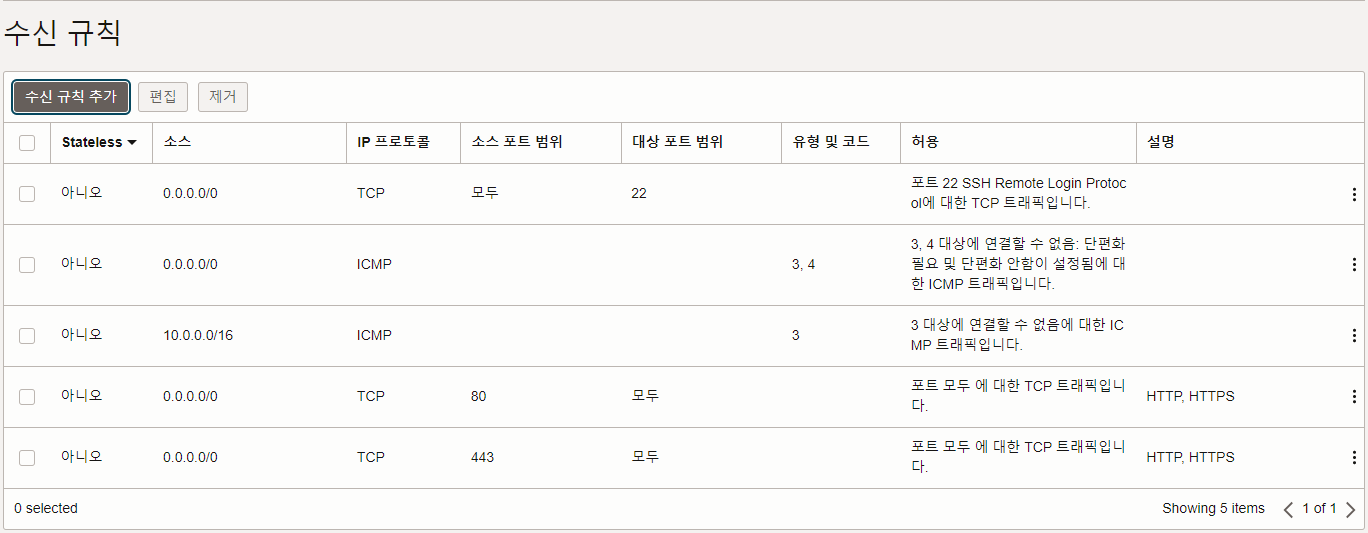 수신 규칙
수신 규칙 추가 편집 제거
Stateless 소스 IP 프로토콜 소스 포트 범위 대상 포트 범위 유형 및 코드 허용 설명
아니오 0.0.0.0/0 TCP 모두 22 포트 22 SSH Remote Login Protoc
ol에 대한 TCP 트래픽입니다.
아니오 0.0.0.0/0 ICMP 3, 4 3, 4 대상에 연결할 수 없음: 단편화
필요 및 단편화 안함이 설정됨에 대
한 ICMP 트래픽입니다.
아니오 10.0.0.0/16 ICMP 3 3 대상에 연결할 수 없음에 대한 IC
MP 트래픽입니다.
아니오 0.0.0.0/0 TCP 80 모두 포트 모두 에 대한 TCP 트래픽입니 HTTP, HTTPS
다.
아니오 0.0.0.0/0 TCP 443 모두 포트 모두 에 대한 TCP 트래픽입니 HTTP, HTTPS
다.
0 selected Showing 5 items 1 of 1